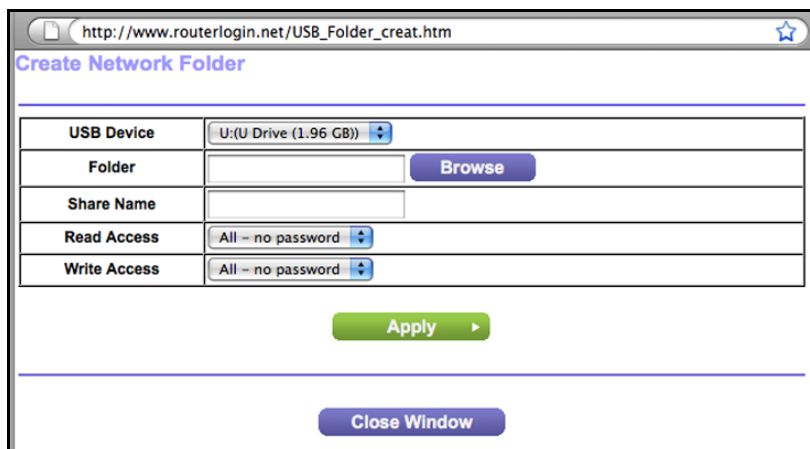 http://www.routerlogin.net/USB_Folder_creat.htm
Create Network Folder
USB Device U:(U Drive (1.96 GB))
Folder Browse
Share Name
Read Access All – no password
Write Access All – no password
Apply
Close Window